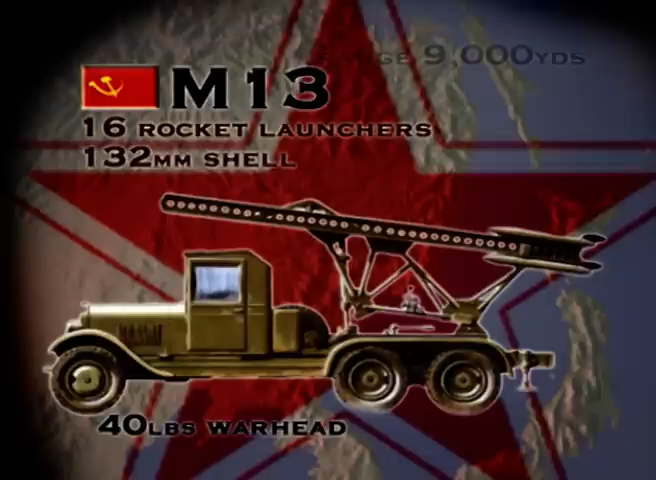 9,000YDS
M13
16 ROCKET LAUNCHERS
132MM SHELL
40LBS WARHEAD